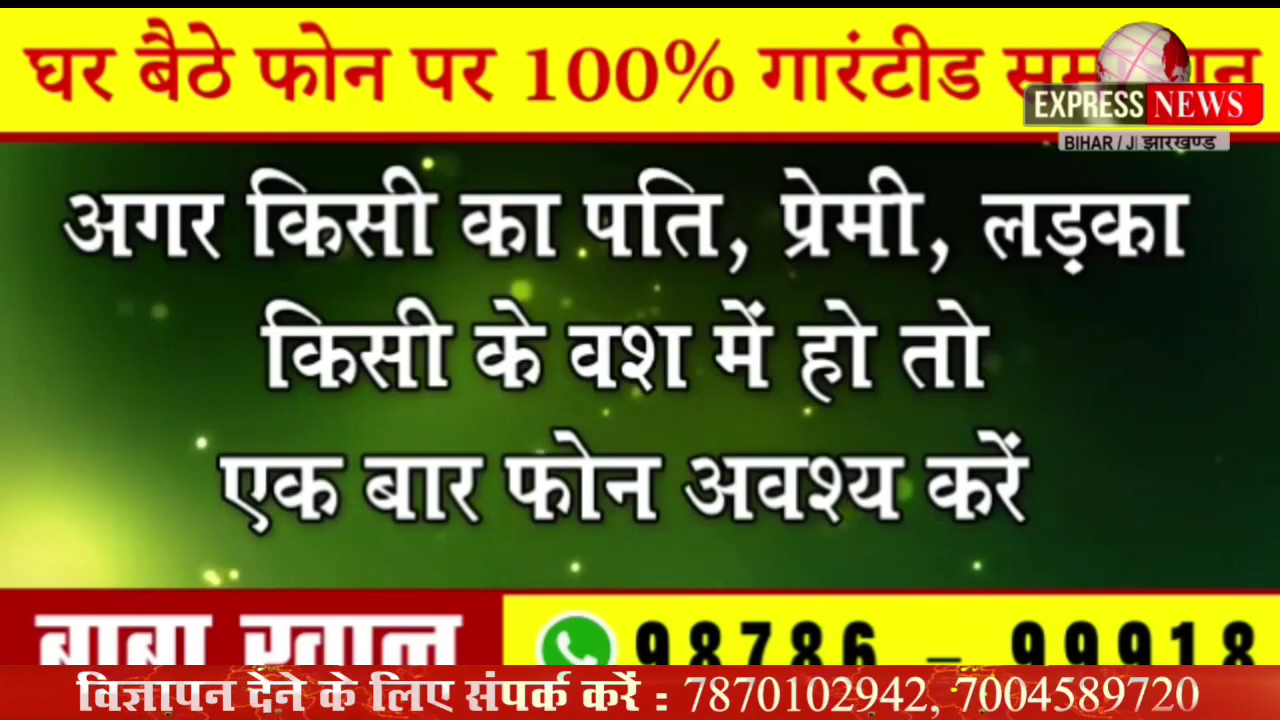 घर बैठे फोन पर 100% गारंटीड
EXPRESS NEWS
BIHAR / झारखण्ड
अगर किसी का पति, प्रेमी, लड़का
किसी के वश में हो तो
एक बार फोन अवश्य करें
बाबा खान
98786 - 99918
विज्ञापन देने के लिए संपर्क करें : 7870102942, 7004589720